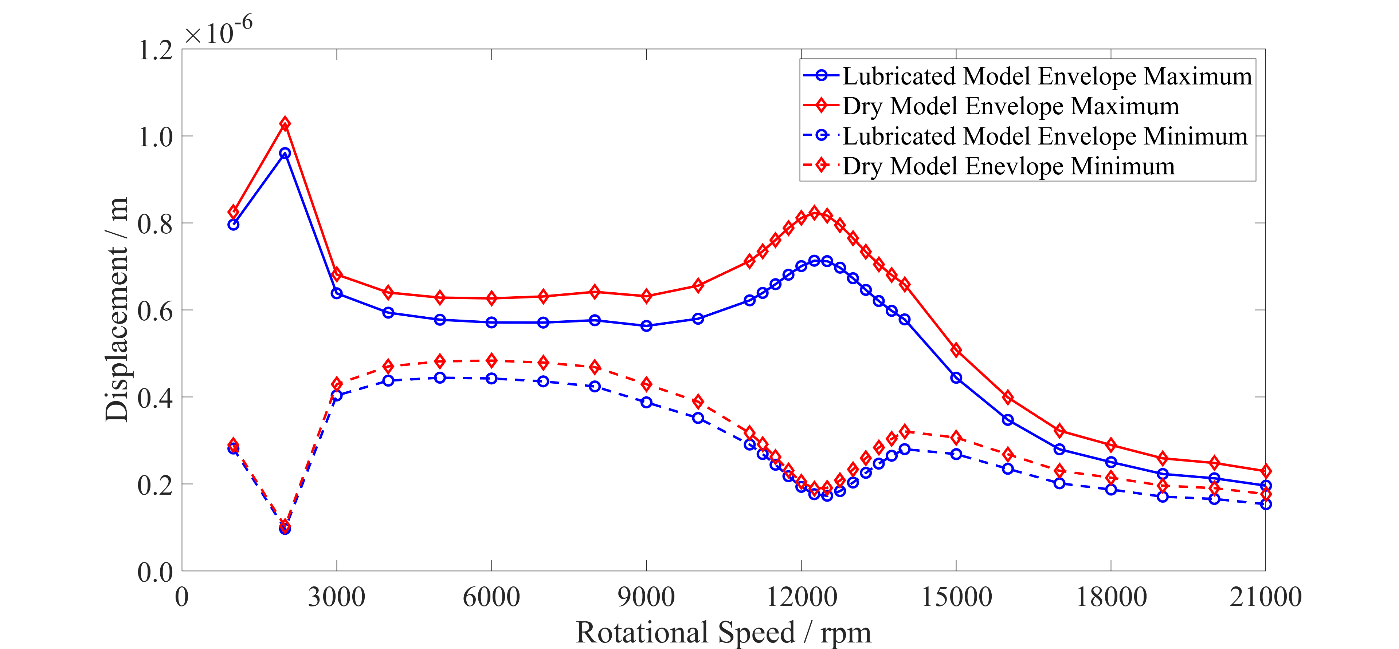 ×10-6
1.2
1.0
0.8
0.6
0.4
0.2
0.0
Displacement / m
Lubricated Model Envelope Maximum
Dry Model Envelope Maximum
Lubricated Model Envelope Minimum
Dry Model Enevlope Minimum
0 3000 6000 9000 12000 15000 18000 21000
Rotational Speed / rpm